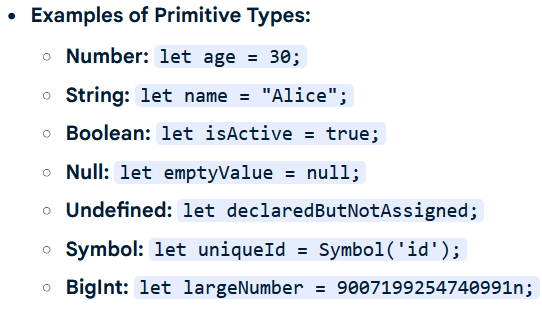 Examples of Primitive Types:
Number: let age = 30;
String: let name = "Alice";
Boolean: let isActive = true;
Null: let emptyValue = null;
Undefined: let declaredButNotAssigned;
Symbol: let uniqueId = Symbol('id');
BigInt: let largeNumber = 9007199254740991n;